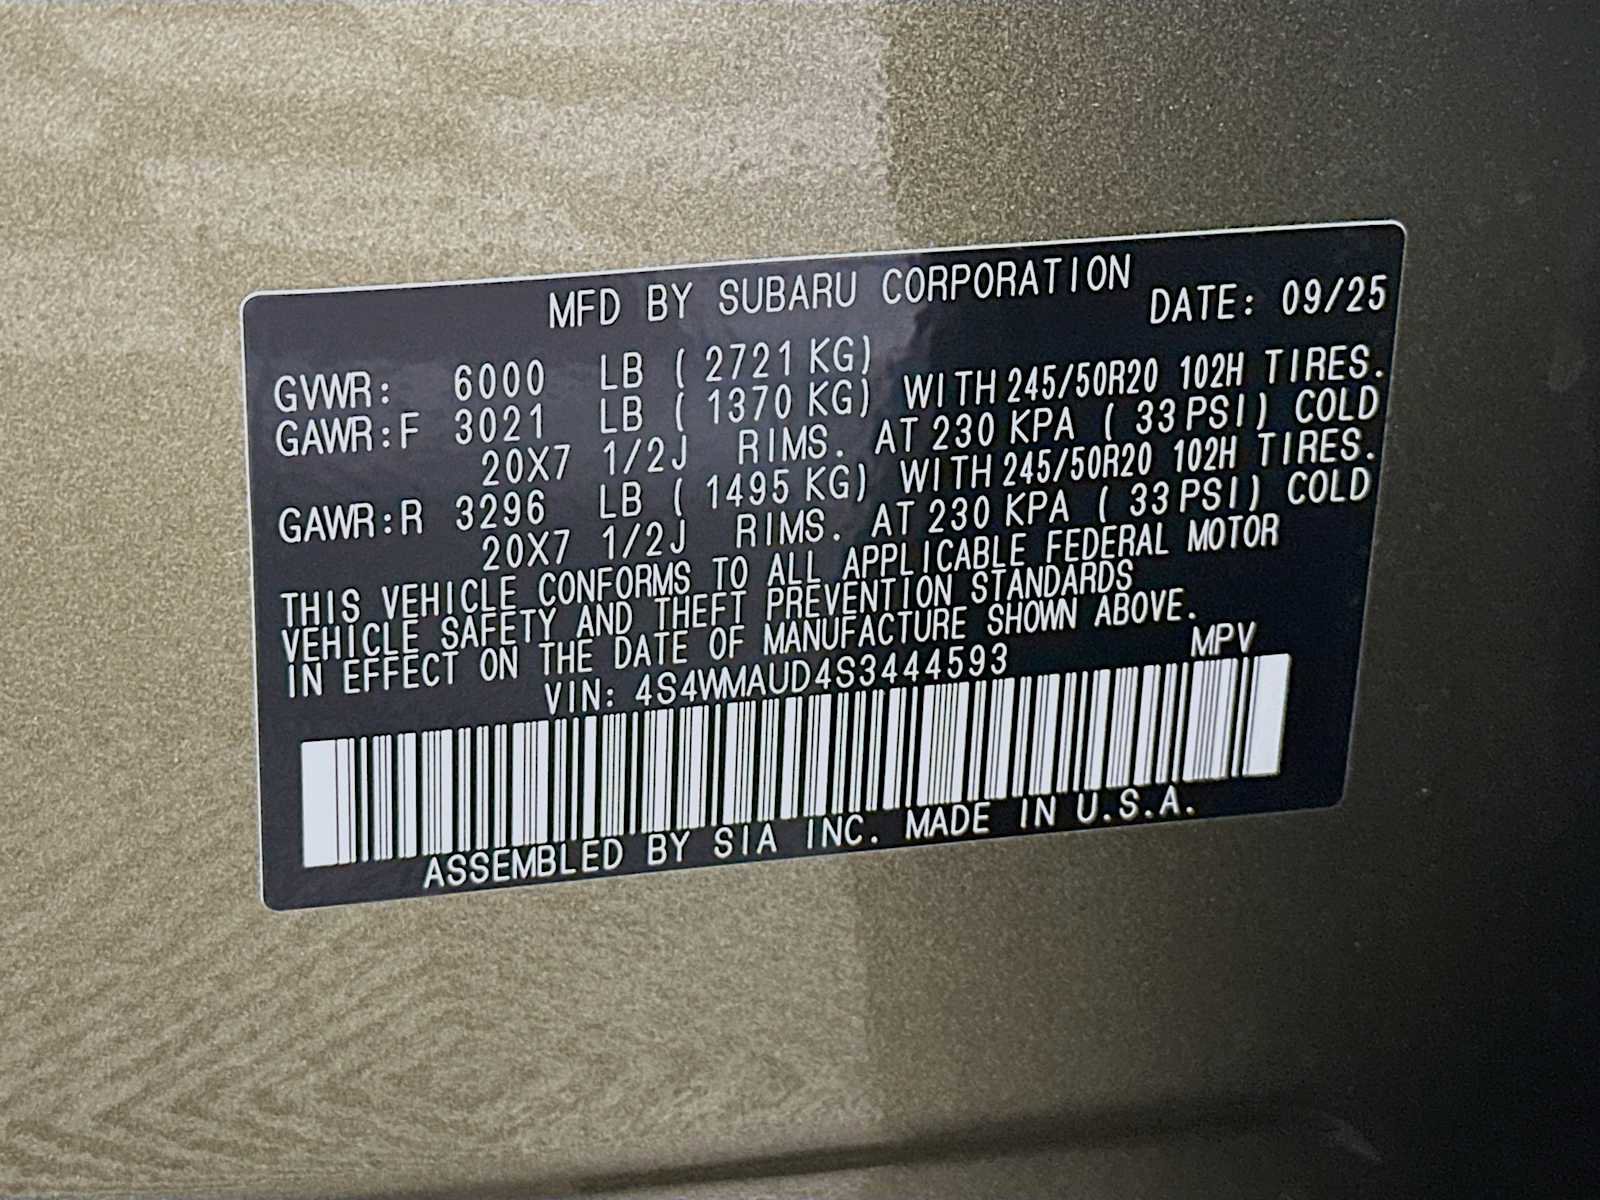 MFD BY SUBARU CORPORATION DATE: 09/25
GVWR: 6000 LB ( 2721 KG)
GAWR:F 3021 LB ( 1370 KG) WITH 245/50R20 102H TIRES.
20X7 1/2J RIMS. AT 230 KPA ( 33 PSI) COLD
GAWR:R 3296 LB ( 1495 KG) WITH 245/50R20 102H TIRES.
20X7 1/2J RIMS. AT 230 KPA ( 33 PSI) COLD
THIS VEHICLE CONFORMS TO ALL APPLICABLE FEDERAL MOTOR
VEHICLE SAFETY AND THEFT PREVENTION STANDARDS
IN EFFECT ON THE DATE OF MANUFACTURE SHOWN ABOVE.
VIN: 4S4WMAUD4S3444593 MPV
ASSEMBLED BY SIA INC. MADE IN U.S.A.